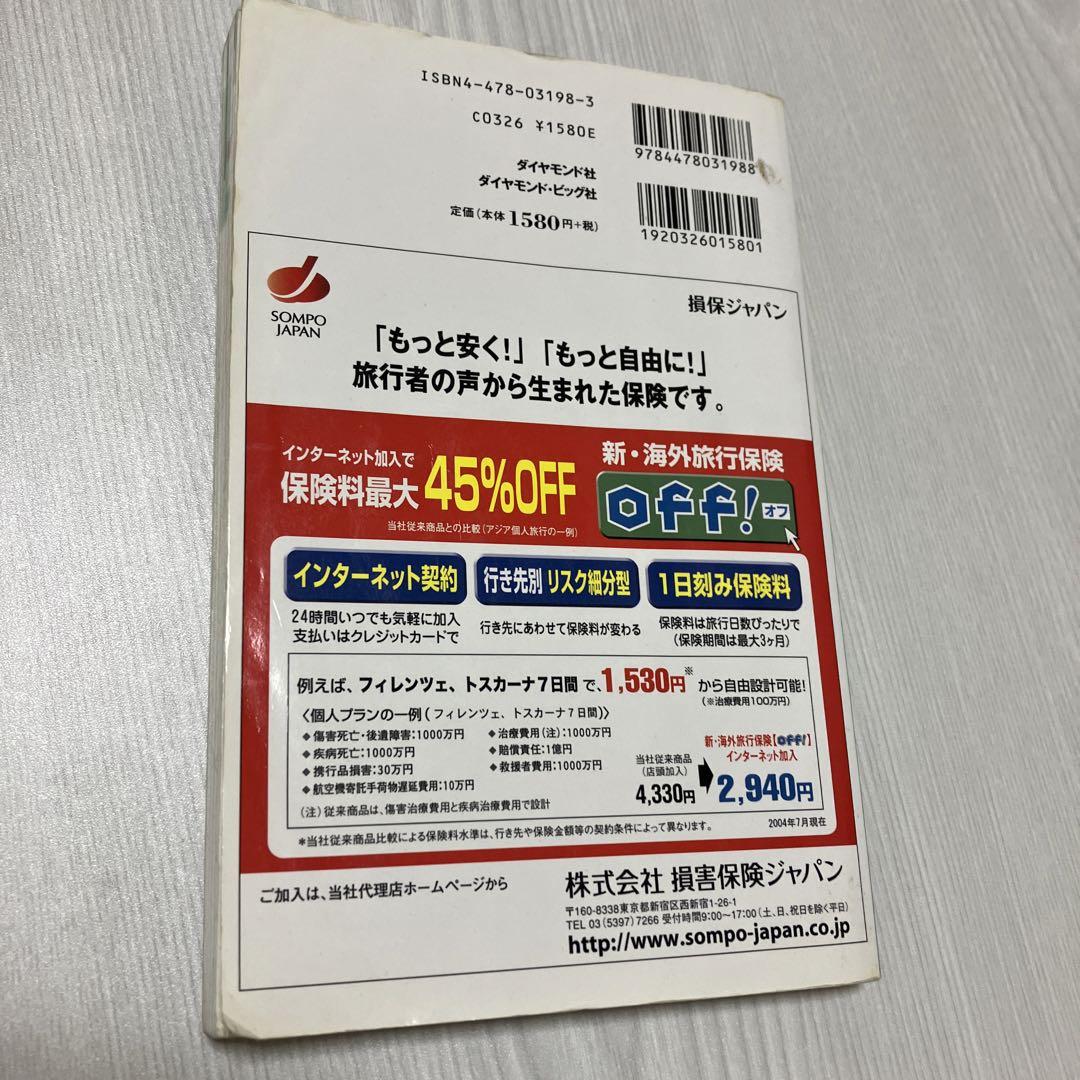 ISBN4-478-03198-3
C0326 ¥1580E
ダイヤモンド社
ダイヤモンド・ビッグ社
定価(本体1580円+税)
9784478031988
1920326015801
SOMPO
JAPAN
損保ジャパン
「もっと安く!」「もっと自由に!」
旅行者の声から生まれた保険です。
インターネット加入で
保険料最大 45%OFF
当社従来商品との比較(アジア個人旅行の一例)
新・海外旅行保険
off! オフ
インターネット契約
24時間いつでも気軽に加入
支払いはクレジットカードで
行き先別 リスク細分型
行き先にあわせて保険料が変わる
1日刻み保険料
保険料は旅行日数ぴったりで
(保険期間は最大3ヶ月)
例えば、フィレンツェ、トスカーナ7日間で、1,530円※から自由設計可能!
(※治療費用100万円)
〈個人プランの一例(フィレンツェ、トスカーナ7日間)〉
◆傷害死亡・後遺障害:1000万円
◆疾病死亡:1000万円
◆携行品損害:30万円
◆航空機寄託手荷物遅延費用:10万円
◆治療費用(注):1000万円
◆賠償責任:1億円
◆救援者費用:1000万円
(注)従来商品は、傷害治療費用と疾病治療費用で設計
当社従来商品
(店頭加入)
4,330円
新・海外旅行保険【off!】
インターネット加入
2,940円
*当社従来商品比較による保険料水準は、行き先や保険金額等の契約条件によって異なります。
2004年7月現在
ご加入は、当社代理店ホームページから
株式会社 損害保険ジャパン
〒160-8338東京都新宿区西新宿1-26-1
TEL 03(5397)7266 受付時間9:00〜17:00(土、日、祝日を除く平日)
http://www.sompo-japan.co.jp